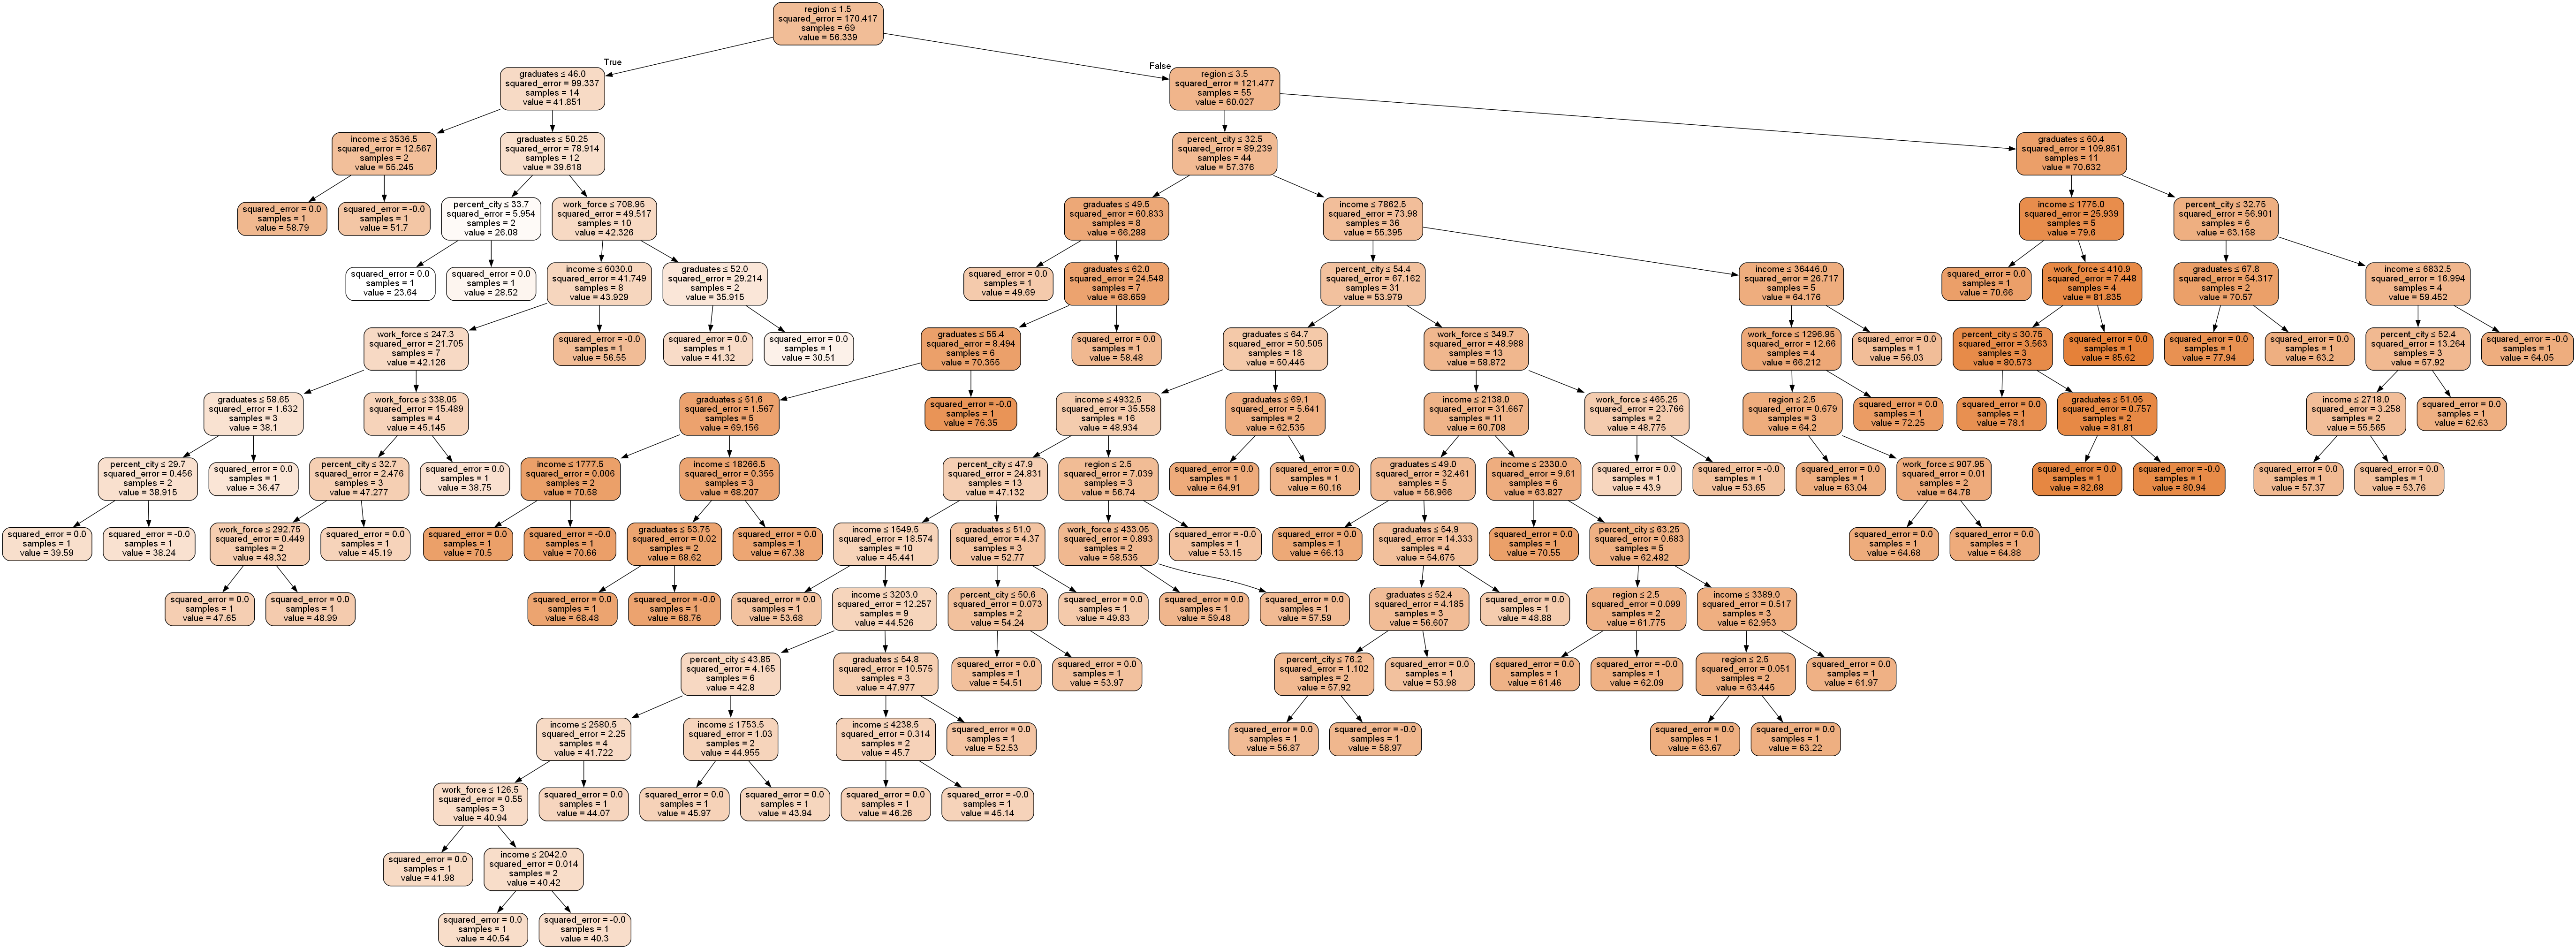 region ≤ 1.5
squared_error = 170.417
samples = 69
value = 56.339
True
False
graduates ≤ 46.0
squared_error = 99.337
samples = 14
value = 41.851
region ≤ 3.5
squared_error = 121.477
samples = 55
value = 60.027
income ≤ 3536.5
squared_error = 12.567
samples = 2
value = 55.245
graduates ≤ 50.25
squared_error = 78.914
samples = 12
value = 39.618
percent_city ≤ 32.5
squared_error = 89.239
samples = 44
value = 57.376
graduates ≤ 60.4
squared_error = 109.851
samples = 11
value = 70.632
squared_error = 0.0
samples = 1
value = 58.79
squared_error = -0.0
samples = 1
value = 51.7
percent_city ≤ 33.7
squared_error = 5.954
samples = 2
value = 26.08
work_force ≤ 708.95
squared_error = 49.517
samples = 10
value = 42.326
graduates ≤ 49.5
squared_error = 60.833
samples = 8
value = 66.288
income ≤ 7862.5
squared_error = 73.98
samples = 36
value = 55.395
income ≤ 1775.0
squared_error = 25.939
samples = 5
value = 79.6
percent_city ≤ 32.75
squared_error = 56.901
samples = 6
value = 63.158
squared_error = 0.0
samples = 1
value = 23.64
squared_error = 0.0
samples = 1
value = 28.52
income ≤ 6030.0
squared_error = 41.749
samples = 8
value = 43.929
graduates ≤ 52.0
squared_error = 29.214
samples = 2
value = 35.915
squared_error = 0.0
samples = 1
value = 49.69
graduates ≤ 62.0
squared_error = 24.548
samples = 7
value = 68.659
percent_city ≤ 54.4
squared_error = 67.162
samples = 31
value = 53.979
income ≤ 36446.0
squared_error = 26.717
samples = 5
value = 64.176
squared_error = 0.0
samples = 1
value = 70.66
work_force ≤ 410.9
squared_error = 7.448
samples = 4
value = 81.835
graduates ≤ 67.8
squared_error = 54.317
samples = 2
value = 70.57
income ≤ 6832.5
squared_error = 16.994
samples = 4
value = 59.452
work_force ≤ 247.3
squared_error = 21.705
samples = 7
value = 42.126
squared_error = -0.0
samples = 1
value = 56.55
squared_error = 0.0
samples = 1
value = 41.32
squared_error = 0.0
samples = 1
value = 30.51
graduates ≤ 55.4
squared_error = 8.494
samples = 6
value = 70.355
squared_error = 0.0
samples = 1
value = 58.48
graduates ≤ 64.7
squared_error = 50.505
samples = 18
value = 50.445
work_force ≤ 349.7
squared_error = 48.988
samples = 13
value = 58.872
work_force ≤ 1296.95
squared_error = 12.66
samples = 4
value = 66.212
squared_error = 0.0
samples = 1
value = 56.03
percent_city ≤ 30.75
squared_error = 3.563
samples = 3
value = 80.573
squared_error = 0.0
samples = 1
value = 85.62
squared_error = 0.0
samples = 1
value = 77.94
squared_error = 0.0
samples = 1
value = 63.2
percent_city ≤ 52.4
squared_error = 13.264
samples = 3
value = 57.92
squared_error = -0.0
samples = 1
value = 64.05
graduates ≤ 58.65
squared_error = 1.632
samples = 3
value = 38.1
work_force ≤ 338.05
squared_error = 15.489
samples = 4
value = 45.145
graduates ≤ 51.6
squared_error = 1.567
samples = 5
value = 69.156
squared_error = -0.0
samples = 1
value = 76.35
income ≤ 4932.5
squared_error = 35.558
samples = 16
value = 48.934
graduates ≤ 69.1
squared_error = 5.641
samples = 2
value = 62.535
income ≤ 2138.0
squared_error = 31.667
samples = 11
value = 60.708
work_force ≤ 465.25
squared_error = 23.766
samples = 2
value = 48.775
region ≤ 2.5
squared_error = 0.679
samples = 3
value = 64.2
squared_error = 0.0
samples = 1
value = 72.25
squared_error = 0.0
samples = 1
value = 78.1
graduates ≤ 51.05
squared_error = 0.757
samples = 2
value = 81.81
income ≤ 2718.0
squared_error = 3.258
samples = 2
value = 55.565
squared_error = 0.0
samples = 1
value = 62.63
percent_city ≤ 29.7
squared_error = 0.456
samples = 2
value = 38.915
squared_error = 0.0
samples = 1
value = 36.47
percent_city ≤ 32.7
squared_error = 2.476
samples = 3
value = 47.277
squared_error = 0.0
samples = 1
value = 38.75
income ≤ 1777.5
squared_error = 0.006
samples = 2
value = 70.58
income ≤ 18266.5
squared_error = 0.355
samples = 3
value = 68.207
percent_city ≤ 47.9
squared_error = 24.831
samples = 13
value = 47.132
region ≤ 2.5
squared_error = 7.039
samples = 3
value = 56.74
squared_error = 0.0
samples = 1
value = 64.91
squared_error = 0.0
samples = 1
value = 60.16
graduates ≤ 49.0
squared_error = 32.461
samples = 5
value = 56.966
income ≤ 2330.0
squared_error = 9.61
samples = 6
value = 63.827
squared_error = 0.0
samples = 1
value = 43.9
squared_error = -0.0
samples = 1
value = 53.65
squared_error = 0.0
samples = 1
value = 63.04
work_force ≤ 907.95
squared_error = 0.01
samples = 2
value = 64.78
squared_error = 0.0
samples = 1
value = 82.68
squared_error = -0.0
samples = 1
value = 80.94
squared_error = 0.0
samples = 1
value = 57.37
squared_error = 0.0
samples = 1
value = 53.76
squared_error = 0.0
samples = 1
value = 39.59
squared_error = -0.0
samples = 1
value = 38.24
work_force ≤ 292.75
squared_error = 0.449
samples = 2
value = 48.32
squared_error = 0.0
samples = 1
value = 45.19
squared_error = 0.0
samples = 1
value = 70.5
squared_error = -0.0
samples = 1
value = 70.66
graduates ≤ 53.75
squared_error = 0.02
samples = 2
value = 68.62
squared_error = 0.0
samples = 1
value = 67.38
income ≤ 1549.5
squared_error = 18.574
samples = 10
value = 45.441
graduates ≤ 51.0
squared_error = 4.37
samples = 3
value = 52.77
work_force ≤ 433.05
squared_error = 0.893
samples = 2
value = 58.535
squared_error = -0.0
samples = 1
value = 53.15
squared_error = 0.0
samples = 1
value = 66.13
graduates ≤ 54.9
squared_error = 14.333
samples = 4
value = 54.675
squared_error = 0.0
samples = 1
value = 70.55
percent_city ≤ 63.25
squared_error = 0.683
samples = 5
value = 62.482
squared_error = 0.0
samples = 1
value = 64.68
squared_error = 0.0
samples = 1
value = 64.88
squared_error = 0.0
samples = 1
value = 47.65
squared_error = 0.0
samples = 1
value = 48.99
squared_error = 0.0
samples = 1
value = 68.48
squared_error = -0.0
samples = 1
value = 68.76
squared_error = 0.0
samples = 1
value = 53.68
income ≤ 3203.0
squared_error = 12.257
samples = 9
value = 44.526
percent_city ≤ 50.6
squared_error = 0.073
samples = 2
value = 54.24
squared_error = 0.0
samples = 1
value = 49.83
squared_error = 0.0
samples = 1
value = 59.48
squared_error = 0.0
samples = 1
value = 57.59
graduates ≤ 52.4
squared_error = 4.185
samples = 3
value = 56.607
squared_error = 0.0
samples = 1
value = 48.88
region ≤ 2.5
squared_error = 0.099
samples = 2
value = 61.775
income ≤ 3389.0
squared_error = 0.517
samples = 3
value = 62.953
percent_city ≤ 43.85
squared_error = 4.165
samples = 6
value = 42.8
graduates ≤ 54.8
squared_error = 10.575
samples = 3
value = 47.977
squared_error = 0.0
samples = 1
value = 54.51
squared_error = 0.0
samples = 1
value = 53.97
percent_city ≤ 76.2
squared_error = 1.102
samples = 2
value = 57.92
squared_error = 0.0
samples = 1
value = 53.98
squared_error = 0.0
samples = 1
value = 61.46
squared_error = -0.0
samples = 1
value = 62.09
region ≤ 2.5
squared_error = 0.051
samples = 2
value = 63.445
squared_error = 0.0
samples = 1
value = 61.97
income ≤ 2580.5
squared_error = 2.25
samples = 4
value = 41.722
income ≤ 1753.5
squared_error = 1.03
samples = 2
value = 44.955
income ≤ 4238.5
squared_error = 0.314
samples = 2
value = 45.7
squared_error = 0.0
samples = 1
value = 52.53
squared_error = 0.0
samples = 1
value = 56.87
squared_error = -0.0
samples = 1
value = 58.97
squared_error = 0.0
samples = 1
value = 63.67
squared_error = 0.0
samples = 1
value = 63.22
work_force ≤ 126.5
squared_error = 0.55
samples = 3
value = 40.94
squared_error = 0.0
samples = 1
value = 44.07
squared_error = 0.0
samples = 1
value = 45.97
squared_error = 0.0
samples = 1
value = 43.94
squared_error = 0.0
samples = 1
value = 46.26
squared_error = -0.0
samples = 1
value = 45.14
squared_error = 0.0
samples = 1
value = 41.98
income ≤ 2042.0
squared_error = 0.014
samples = 2
value = 40.42
squared_error = 0.0
samples = 1
value = 40.54
squared_error = -0.0
samples = 1
value = 40.3